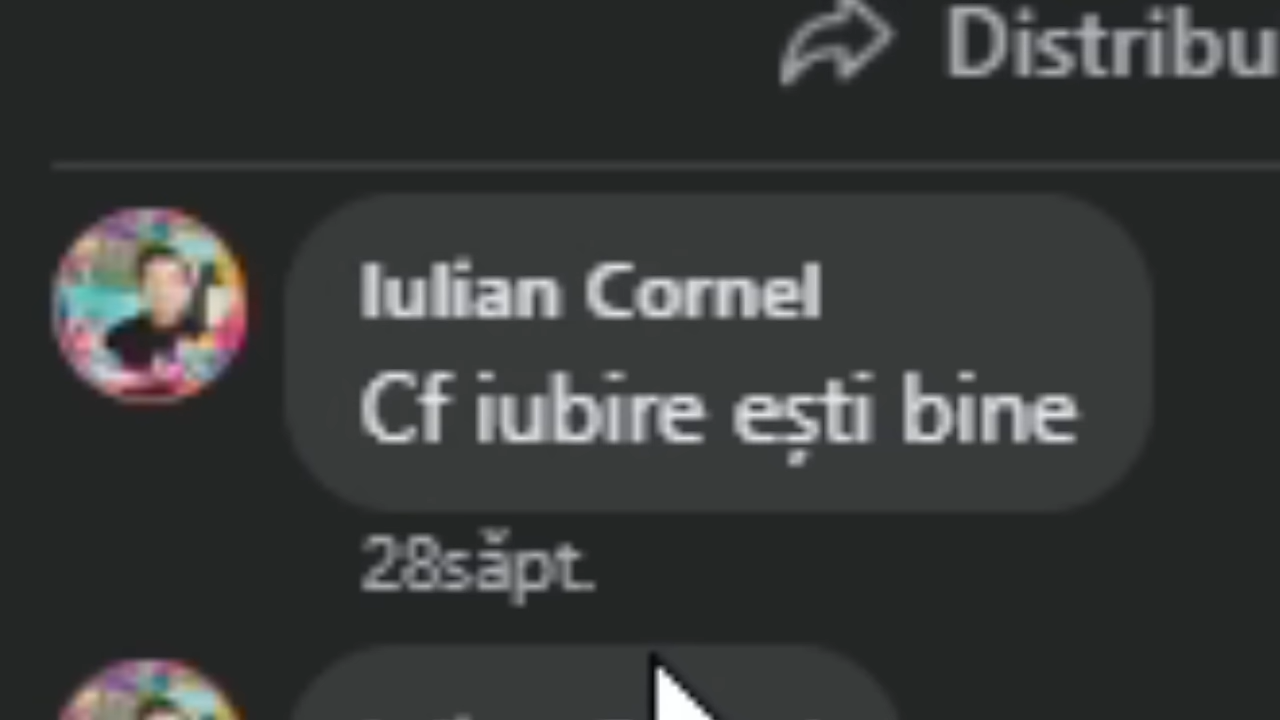 Distribu
Iulian Cornel
Cf iubire ești bine
28săpt.